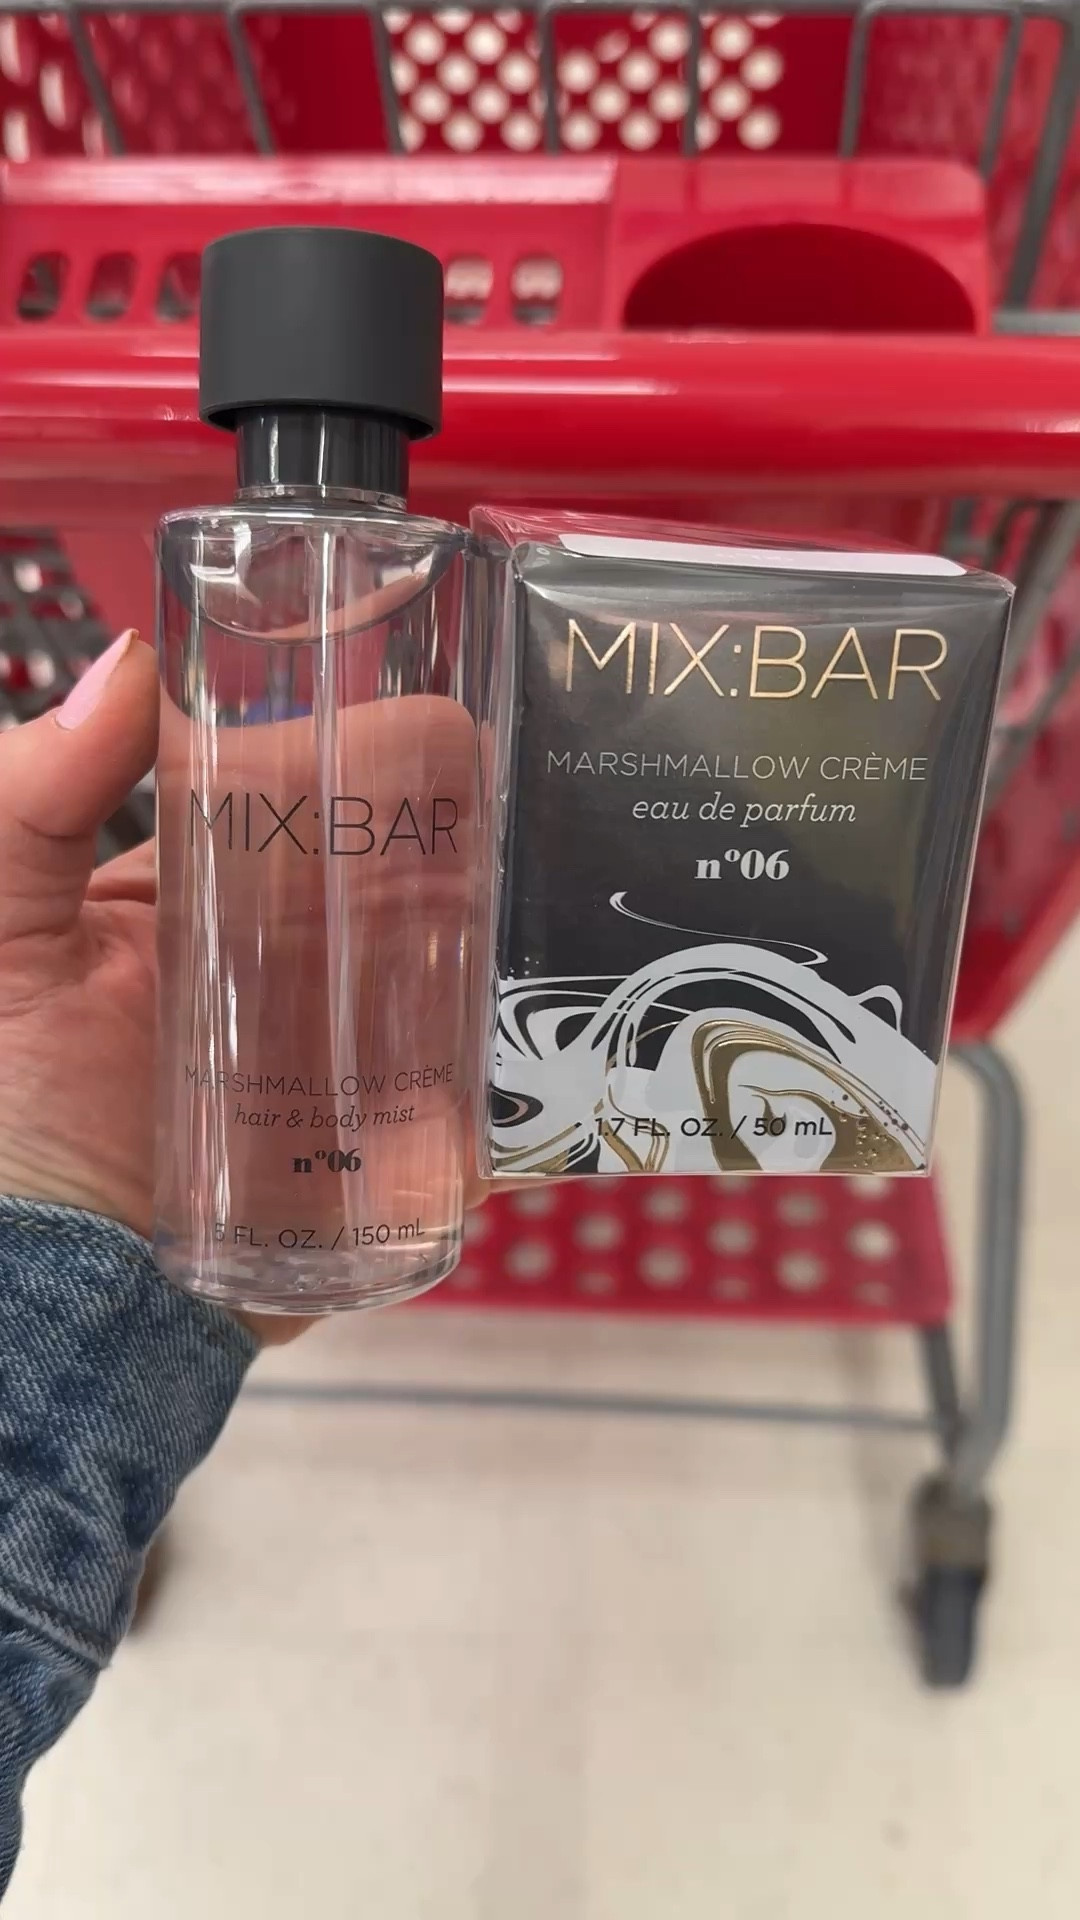 MIX:BAR
MARSHMALLOW CRÈME
hair & body mist
nº06
5 FL. OZ. / 150 mL
MIX:BAR
MARSHMALLOW CRÈME
eau de parfum
nº06
1.7 FL. OZ. / 50 mL